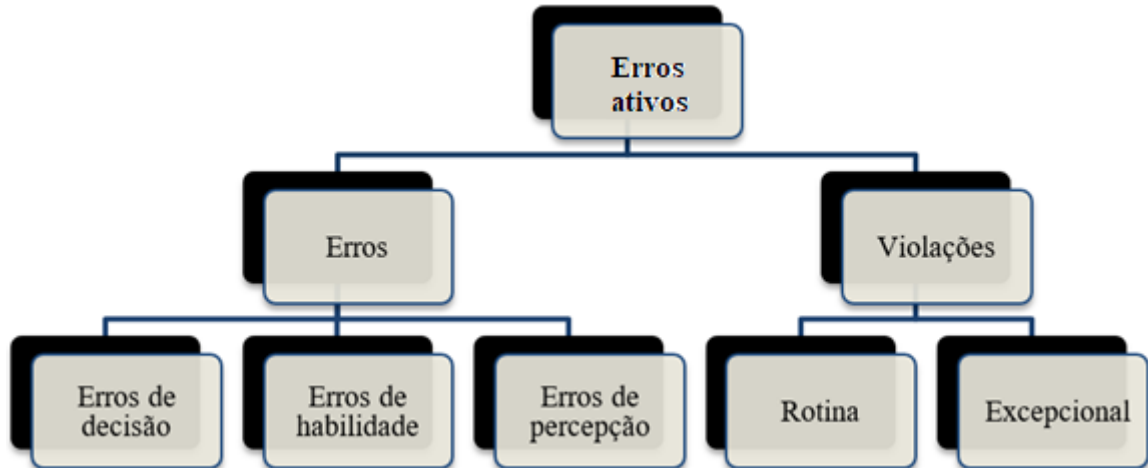 Erros
ativos
Erros
Violações
Erros de
decisão
Erros de
habilidade
Erros de
percepção
Rotina
Excepcional